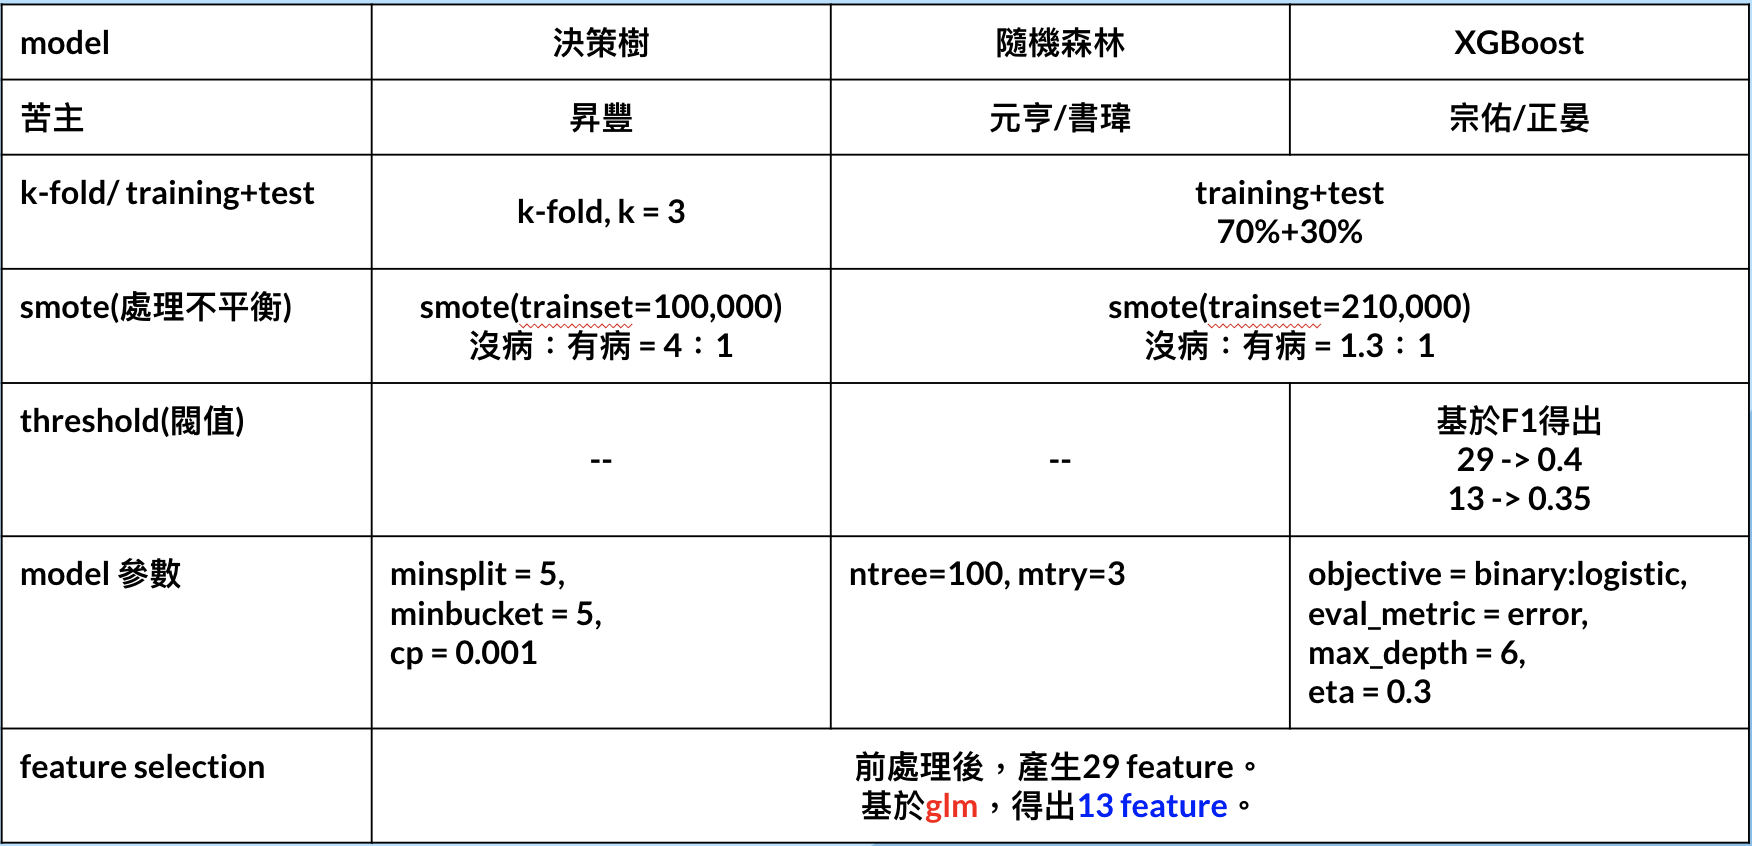 model
決策樹
隨機森林
XGBoost
苦主
昇豐
元亨/書瑋
宗佑/正晏
k-fold/ training+test
k-fold, k = 3
training+test
70%+30%
smote(處理不平衡)
smote(trainset=100,000)
沒病：有病 = 4：1
smote(trainset=210,000)
沒病：有病 = 1.3：1
threshold(閥值)
--
--
基於F1得出
29 -> 0.4
13 -> 0.35
model 參數
minsplit = 5,
minbucket = 5,
cp = 0.001
ntree=100, mtry=3
objective = binary:logistic,
eval_metric = error,
max_depth = 6,
eta = 0.3
feature selection
前處理後，產生29 feature。
基於glm，得出13 feature。